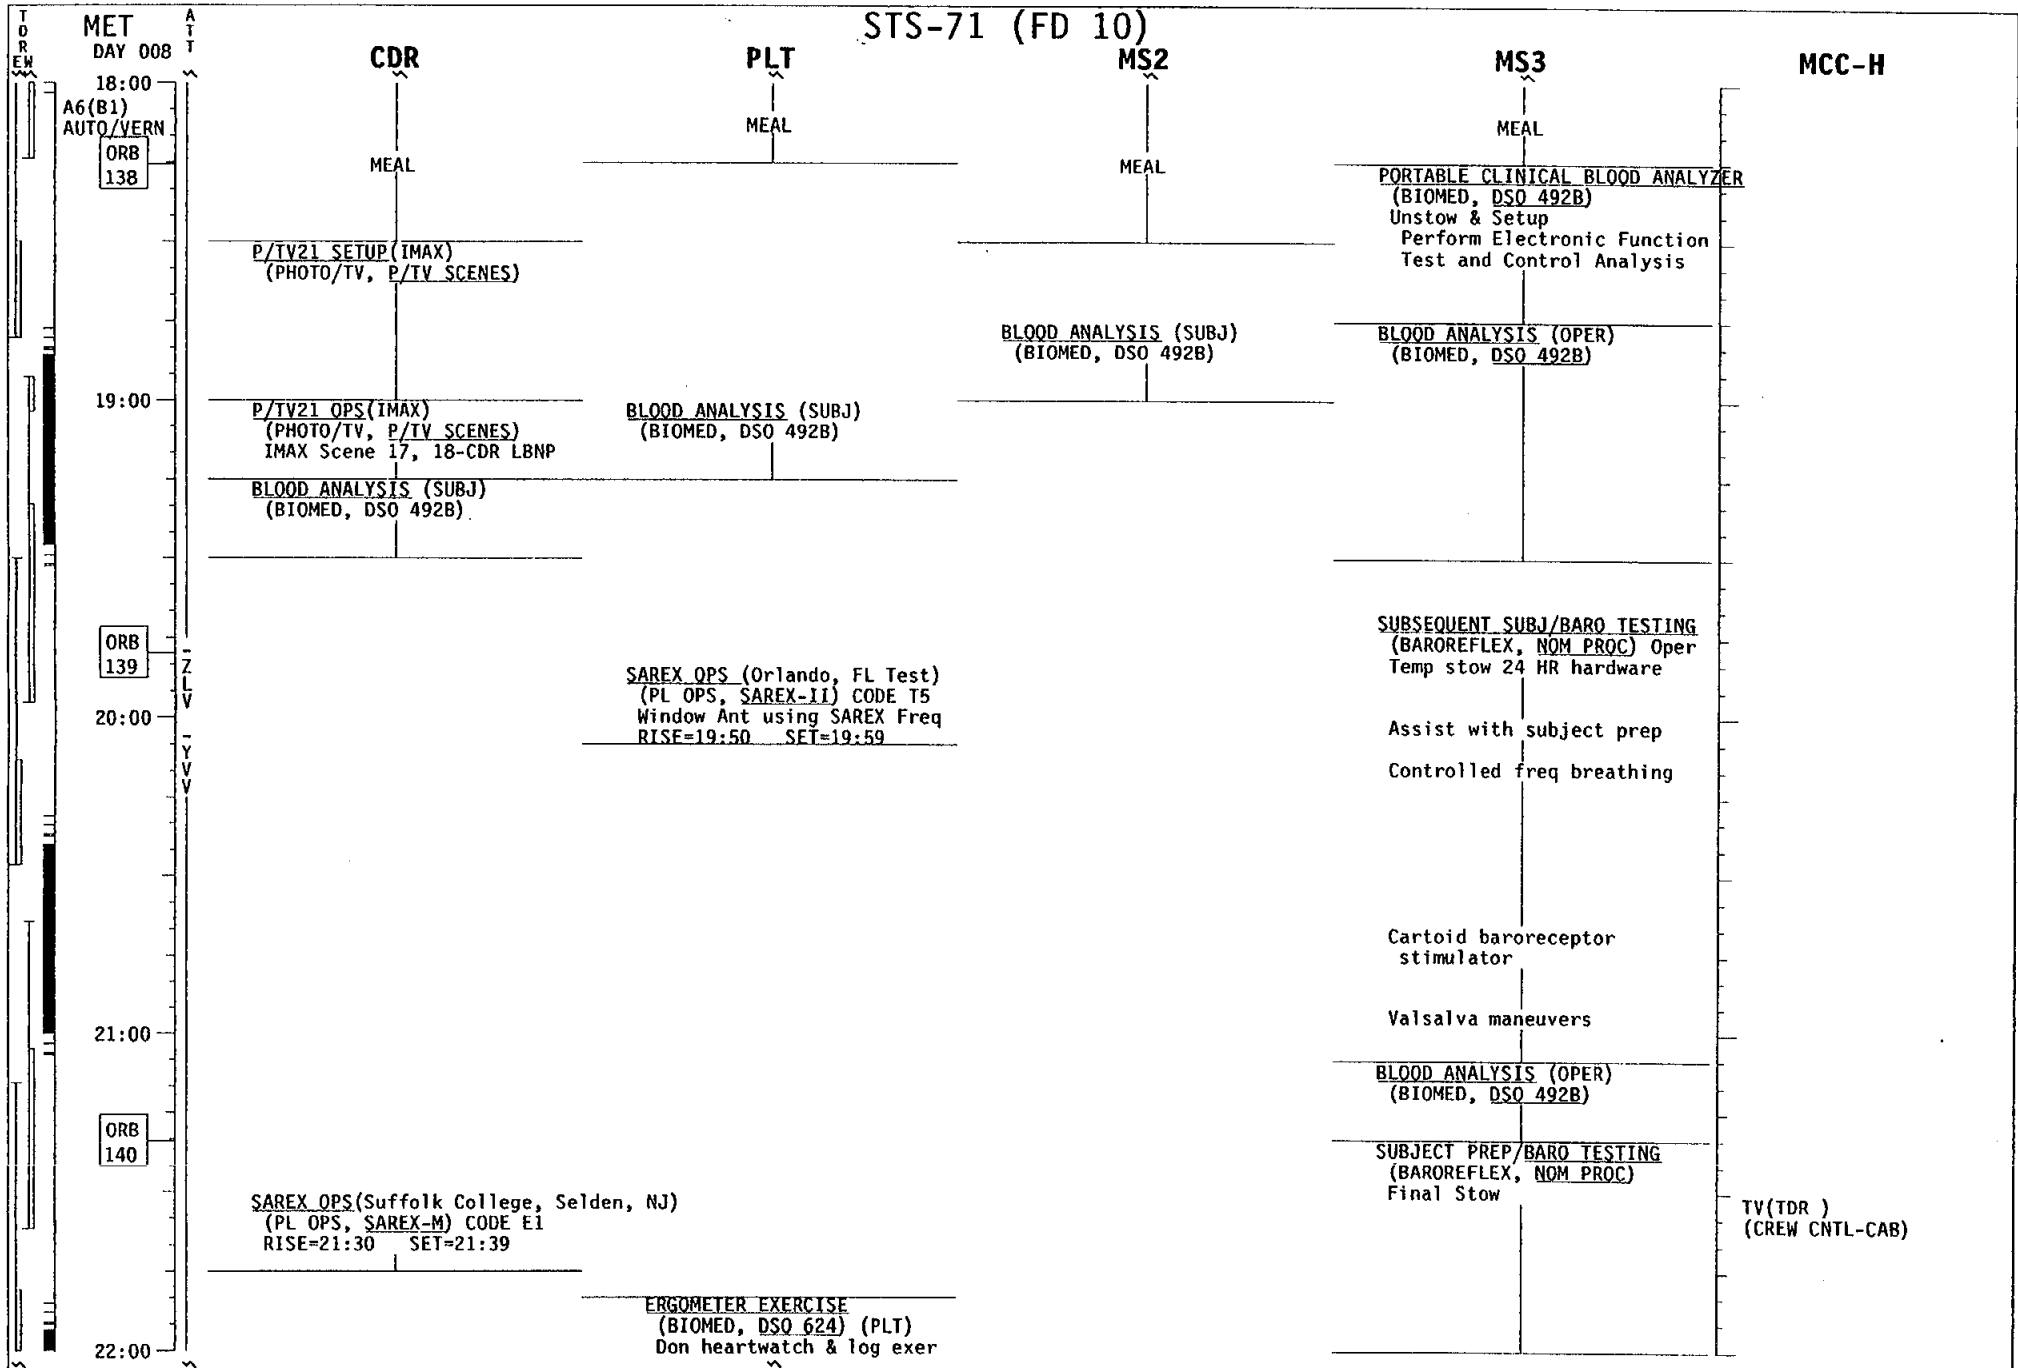 STS-71 (FD 10)
TDRE W
MET
DAY 008
ATT
CDR
PLT
MS2
MS3
MCC-H
18:00
A6(B1)
AUTO/VERN
ORB
138
19:00
ORB
139
20:00
21:00
ORB
140
22:00
-ZLV
-YVV
MEAL
P/TV21 SETUP(IMAX)
(PHOTO/TV, P/TV SCENES)
P/TV21 OPS(IMAX)
(PHOTO/TV, P/TV SCENES)
IMAX Scene 17, 18-CDR LBNP
BLOOD ANALYSIS (SUBJ)
(BIOMED, DSO 492B)
SAREX OPS(Suffolk College, Selden, NJ)
(PL OPS, SAREX-M) CODE E1
RISE=21:30 SET=21:39
MEAL
BLOOD ANALYSIS (SUBJ)
(BIOMED, DSO 492B)
SAREX OPS (Orlando, FL Test)
(PL OPS, SAREX-II) CODE T5
Window Ant using SAREX Freq
RISE=19:50 SET=19:59
ERGOMETER EXERCISE
(BIOMED, DSO 624) (PLT)
Don heartwatch & log exer
MEAL
BLOOD ANALYSIS (SUBJ)
(BIOMED, DSO 492B)
MEAL
PORTABLE CLINICAL BLOOD ANALYZER
(BIOMED, DSO 492B)
Unstow & Setup
Perform Electronic Function
Test and Control Analysis
BLOOD ANALYSIS (OPER)
(BIOMED, DSO 492B)
SUBSEQUENT SUBJ/BARO TESTING
(BAROREFLEX, NOM PROC) Oper
Temp stow 24 HR hardware
Assist with subject prep
Controlled freq breathing
Cartoid baroreceptor
stimulator
Valsalva maneuvers
BLOOD ANALYSIS (OPER)
(BIOMED, DSO 492B)
SUBJECT PREP/BARO TESTING
(BAROREFLEX, NOM PROC)
Final Stow
TV(TDR )
(CREW CNTL-CAB)